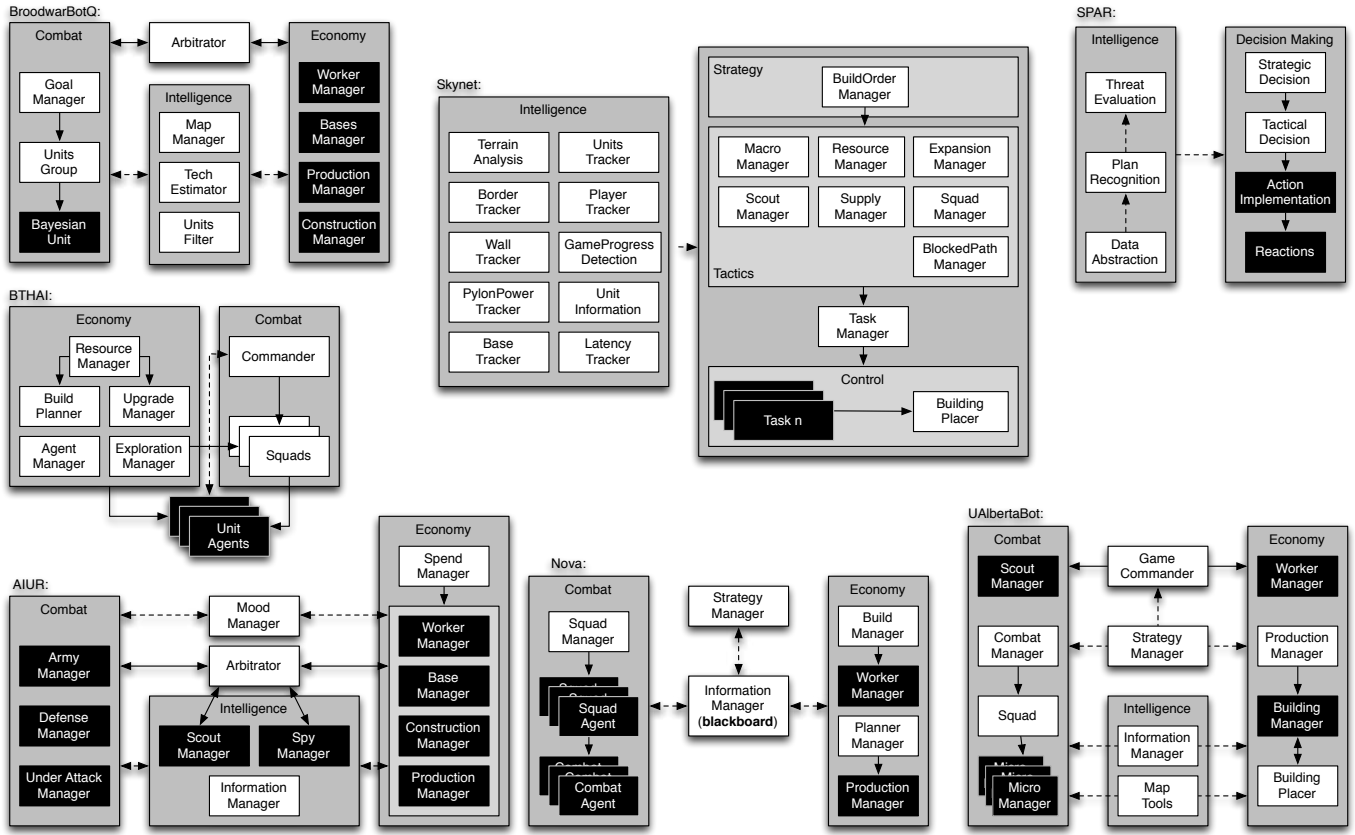 BroodwarBotQ:
Combat
Goal
Manager
Units
Group
Bayesian
Unit
Arbitrator
Intelligence
Map
Manager
Tech
Estimator
Units
Filter
Economy
Worker
Manager
Bases
Manager
Production
Manager
Construction
Manager
Skynet:
Intelligence
Terrain
Analysis
Units
Tracker
Border
Tracker
Player
Tracker
Wall
Tracker
GameProgress
Detection
PylonPower
Tracker
Unit
Information
Base
Tracker
Latency
Tracker
Strategy
BuildOrder
Manager
Macro
Manager
Resource
Manager
Expansion
Manager
Scout
Manager
Supply
Manager
Squad
Manager
BlockedPath
Manager
Tactics
Task
Manager
Control
Task n
Building
Placer
SPAR:
Intelligence
Threat
Evaluation
Plan
Recognition
Data
Abstraction
Decision Making
Strategic
Decision
Tactical
Decision
Action
Implementation
Reactions
BTHAI:
Economy
Resource
Manager
Build
Planner
Upgrade
Manager
Agent
Manager
Exploration
Manager
Combat
Commander
Squads
Unit
Agents
AIUR:
Combat
Army
Manager
Defense
Manager
Under Attack
Manager
Mood
Manager
Arbitrator
Intelligence
Scout
Manager
Spy
Manager
Information
Manager
Economy
Spend
Manager
Worker
Manager
Base
Manager
Construction
Manager
Production
Manager
Nova:
Combat
Squad
Manager
Squad
Agent
Combat
Agent
Strategy
Manager
Information
Manager
(blackboard)
Economy
Build
Manager
Worker
Manager
Planner
Manager
Production
Manager
UAlbertaBot:
Combat
Scout
Manager
Combat
Manager
Squad
Micro
Manager
Game
Commander
Strategy
Manager
Intelligence
Information
Manager
Map
Tools
Economy
Worker
Manager
Production
Manager
Building
Manager
Building
Placer